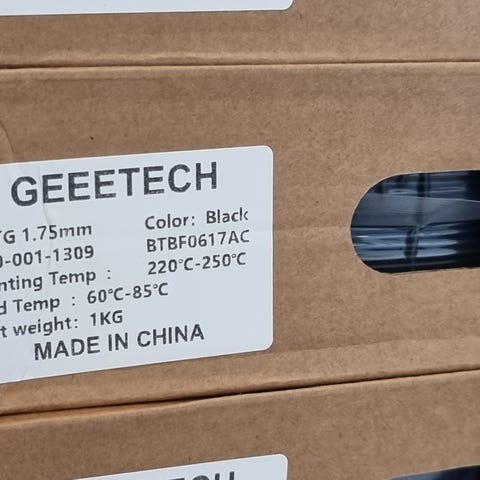 GEEETECH
TG 1.75mm Color: Black
0-001-1309 BTBF0617AC
nting Temp : 220℃-250℃
d Temp : 60℃-85℃
t weight: 1KG
MADE IN CHINA